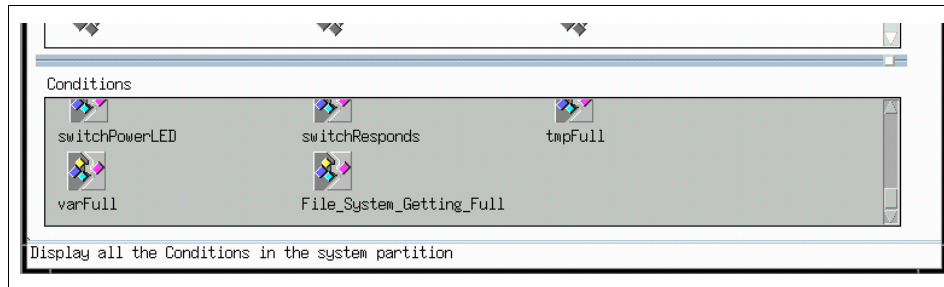 Conditions
switchPowerLED switchResponds tmpFull
varFull File_System_Getting_Full
Display all the Conditions in the system partition